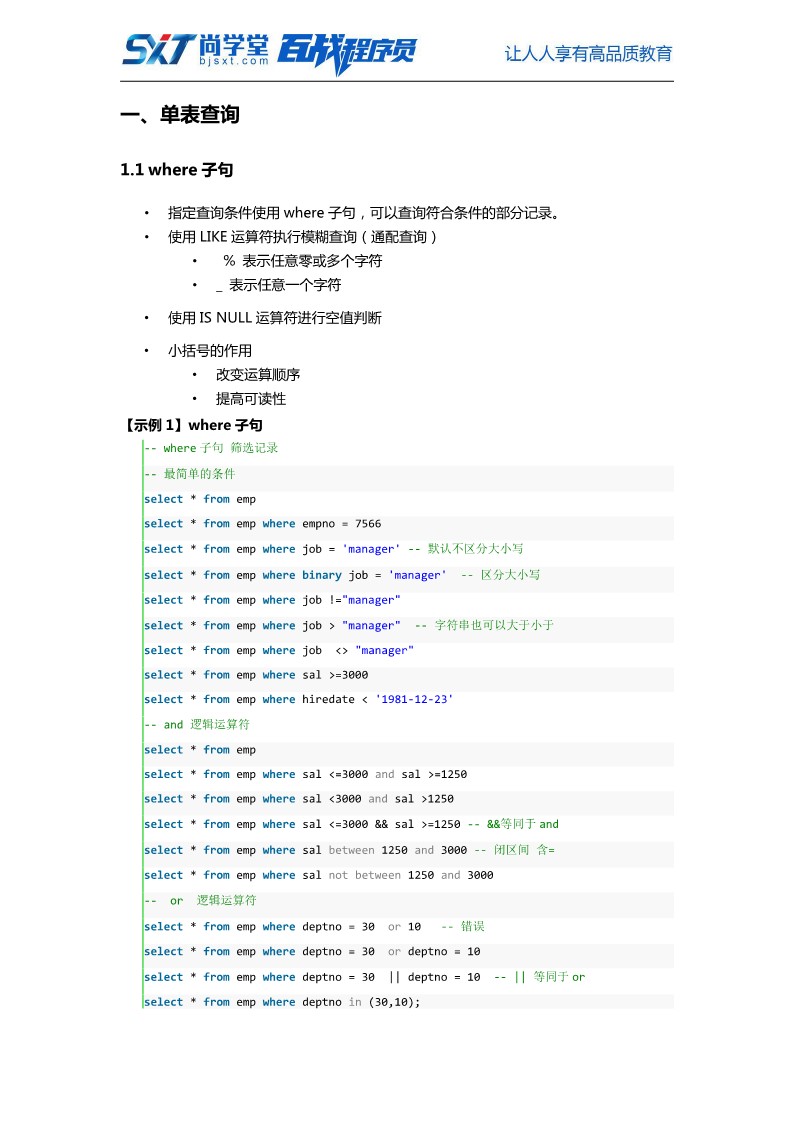 SXT 尚学堂 百战程序员 让人人享有高品质教育
bjsxt.com
一、单表查询
1.1 where 子句
• 指定查询条件使用 where 子句，可以查询符合条件的部分记录。
• 使用 LIKE 运算符执行模糊查询（通配查询）
• % 表示任意零或多个字符
• _ 表示任意一个字符
• 使用 IS NULL 运算符进行空值判断
• 小括号的作用
• 改变运算顺序
• 提高可读性
【示例 1】where 子句
-- where 子句 筛选记录
-- 最简单的条件
select * from emp
select * from emp where empno = 7566
select * from emp where job = 'manager' -- 默认不区分大小写
select * from emp where binary job = 'manager'  -- 区分大小写
select * from emp where job !="manager"
select * from emp where job > "manager"  -- 字符串也可以大于小于
select * from emp where job  <> "manager"
select * from emp where sal >=3000
select * from emp where hiredate < '1981-12-23'
-- and 逻辑运算符
select * from emp
select * from emp where sal <=3000 and sal >=1250
select * from emp where sal <3000 and sal >1250
select * from emp where sal <=3000 && sal >=1250 -- &&等同于 and
select * from emp where sal between 1250 and 3000 -- 闭区间 含=
select * from emp where sal not between 1250 and 3000
--  or  逻辑运算符
select * from emp where deptno = 30  or 10   -- 错误
select * from emp where deptno = 30  or deptno = 10
select * from emp where deptno = 30  || deptno = 10  -- || 等同于 or
select * from emp where deptno in (30,10);